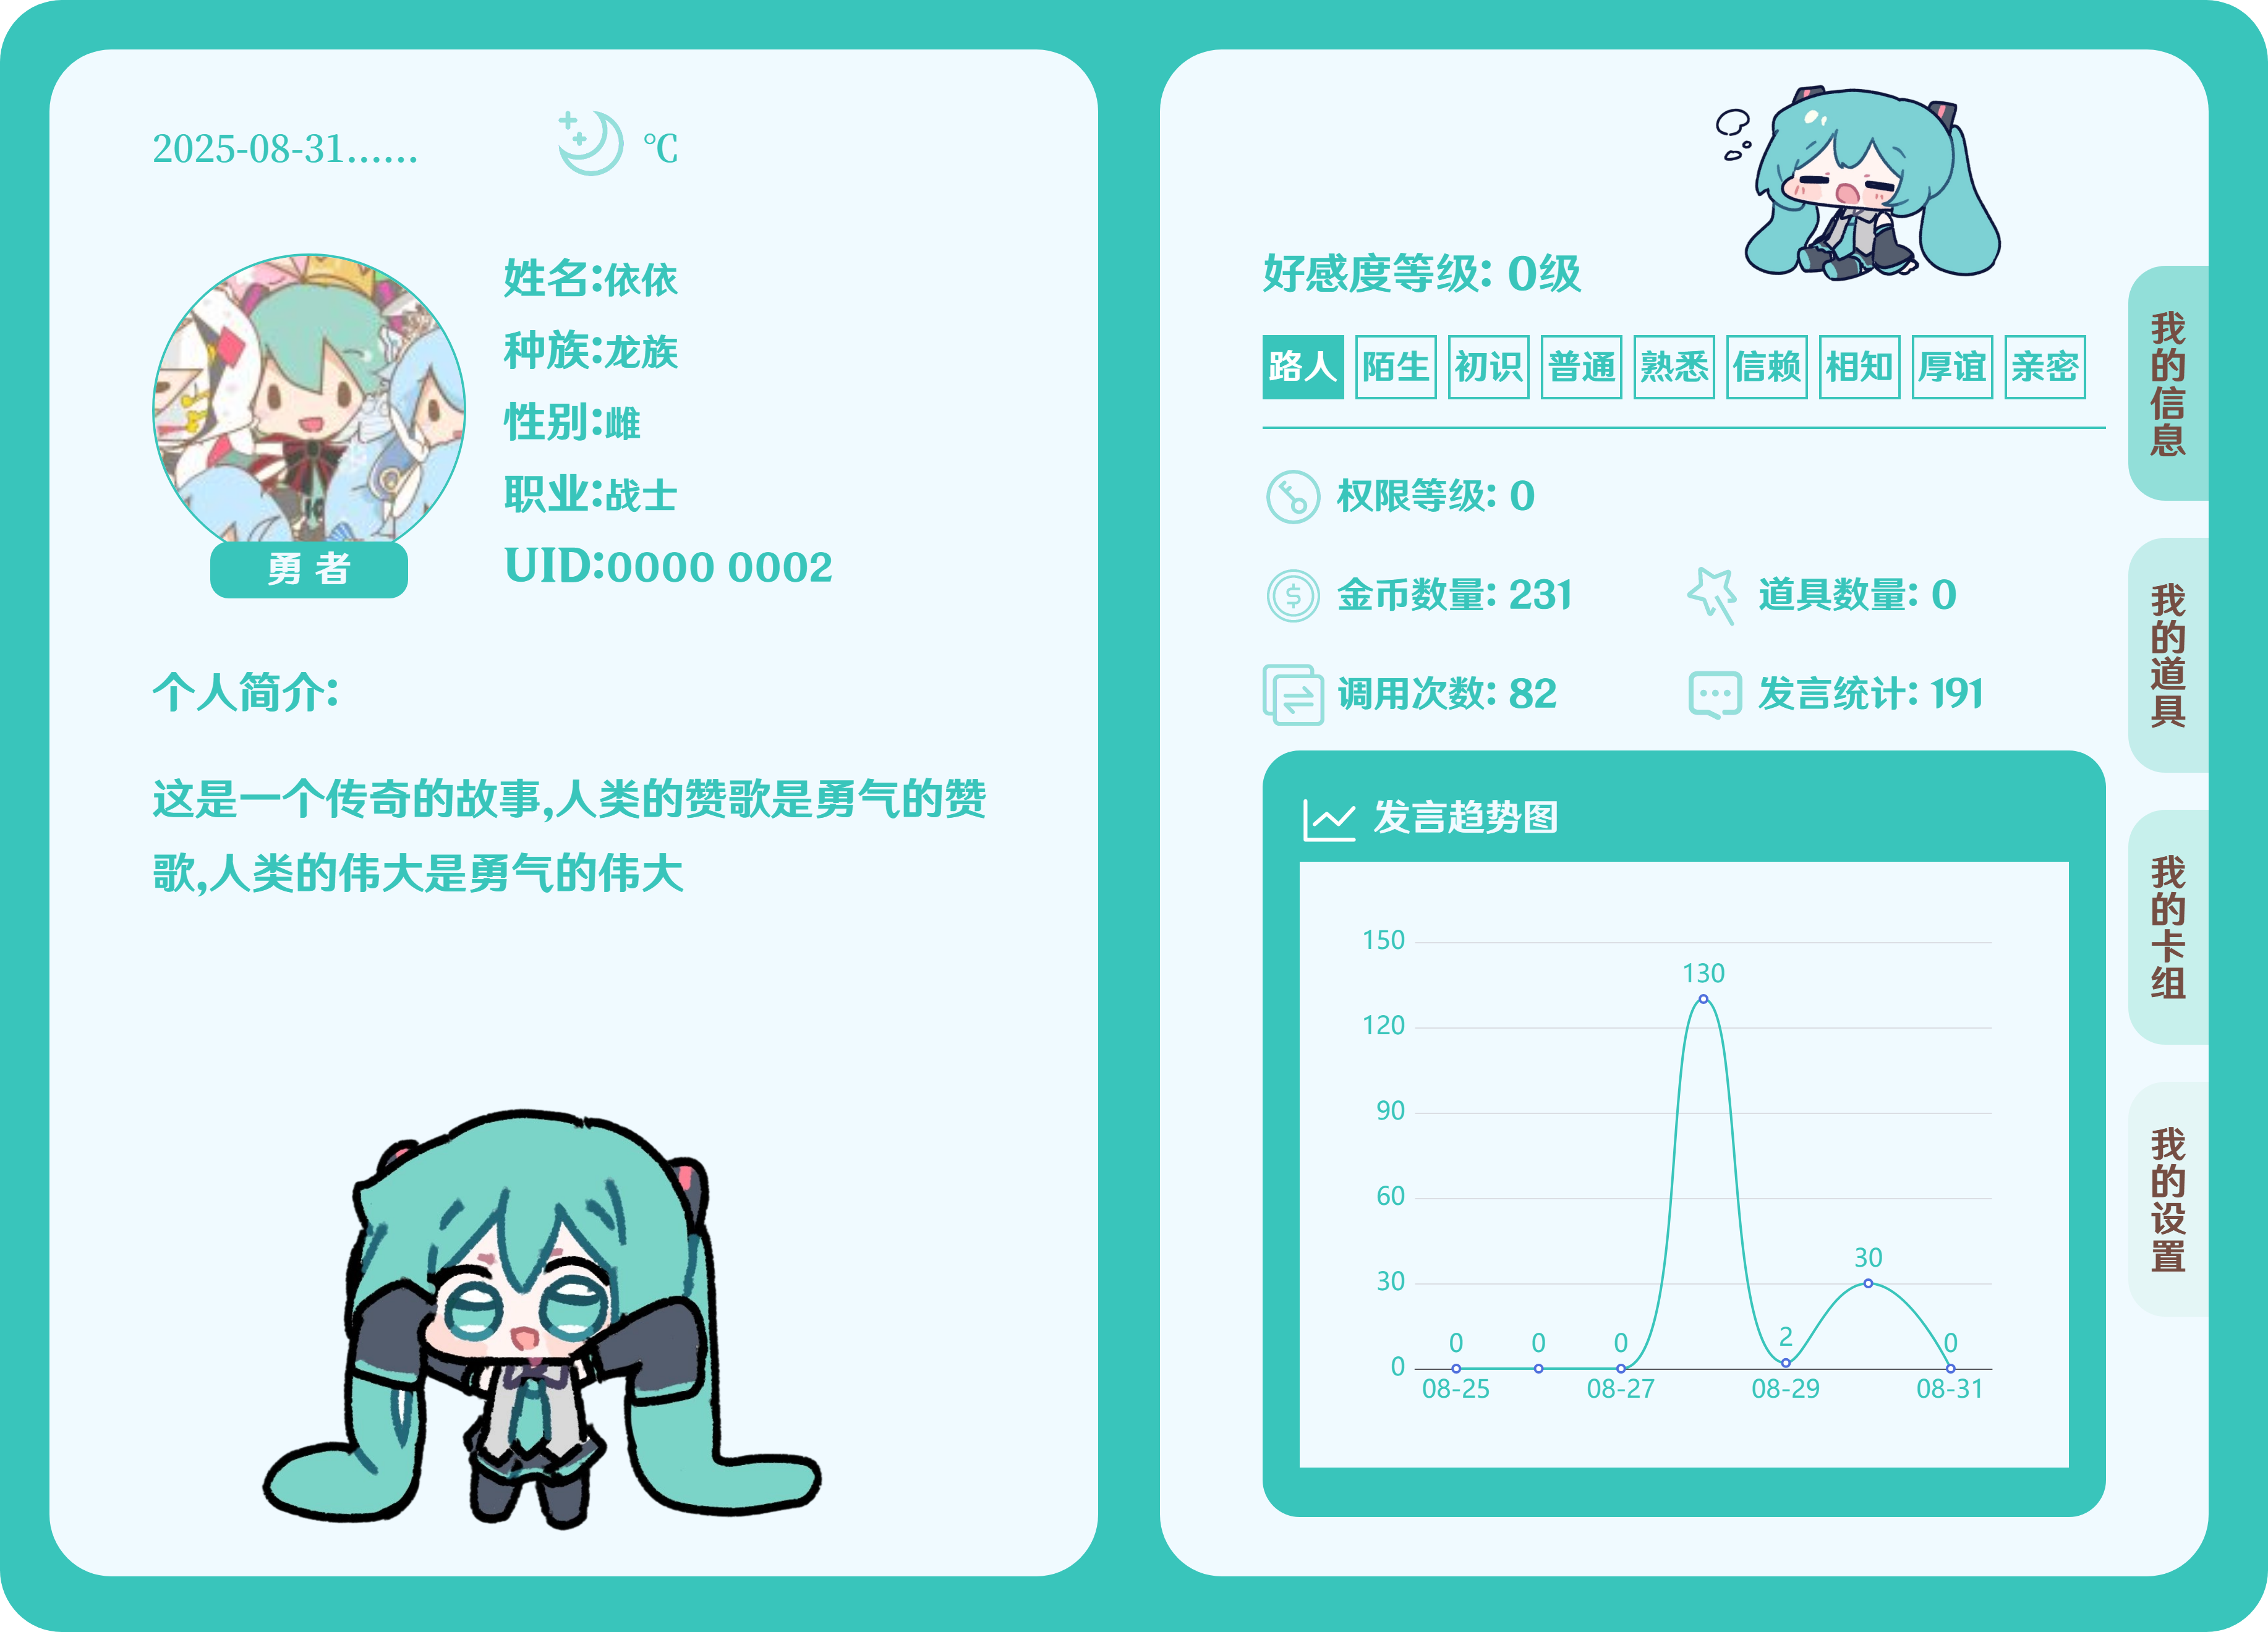 2025-08-31......
℃
姓名:依依
种族:龙族
性别:雌
职业:战士
UID:0000 0002
勇者
个人简介:
这是一个传奇的故事,人类的赞歌是勇气的赞
歌,人类的伟大是勇气的伟大
好感度等级: 0级
路人 陌生 初识 普通 熟悉 信赖 相知 厚谊 亲密
权限等级: 0
金币数量: 231
道具数量: 0
调用次数: 82
发言统计: 191
发言趋势图
150
120
90
60
30
0
0 0 0 130 2 30 0
08-25 08-27 08-29 08-31
我的信息
我的道具
我的卡组
我的设置